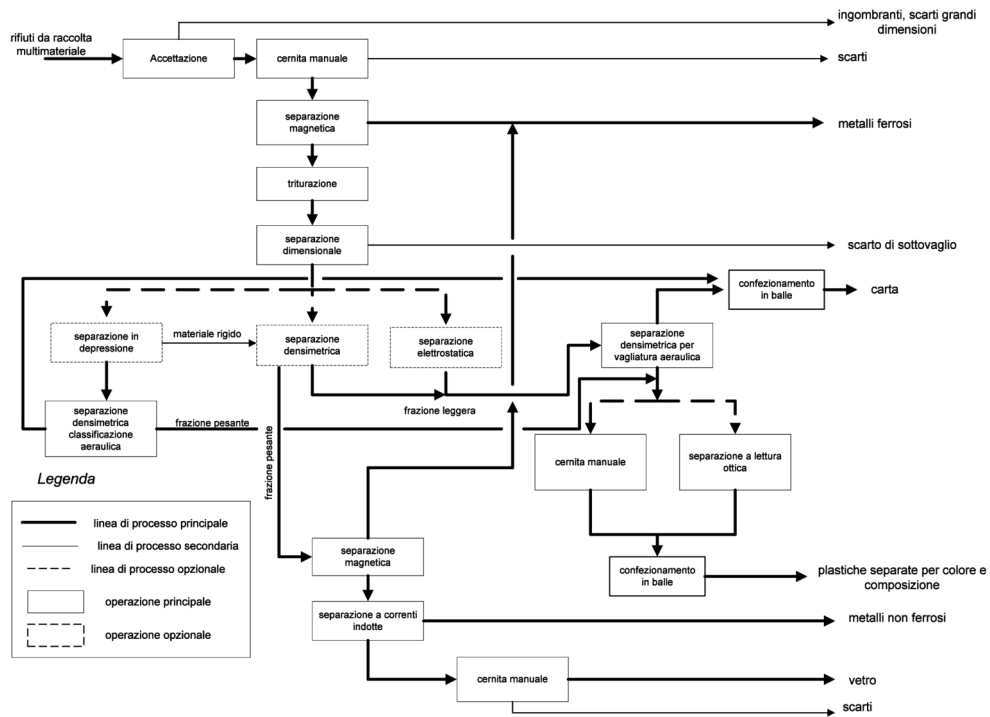 ingombranti, scarti grandi
dimensioni
rifiuti da raccolta
multimateriale
Accettazione
cernita manuale
scarti
separazione
magnetica
metalli ferrosi
triturazione
separazione
dimensionale
scarto di sottovaglio
confezionamento
in balle
carta
separazione in
depressione
materiale rigido
separazione
densimetrica
separazione
elettrostatica
separazione
densimetrica per
vagliatura aeraulica
frazione leggera
separazione
densimetrica
classificazione
aeraulica
frazione pesante
frazione pesante
cernita manuale
separazione a lettura
ottica
Legenda
linea di processo principale
linea di processo secondaria
linea di processo opzionale
operazione principale
operazione opzionale
separazione
magnetica
confezionamento
in balle
plastiche separate per colore e
composizione
separazione a correnti
indotte
metalli non ferrosi
cernita manuale
vetro
scarti